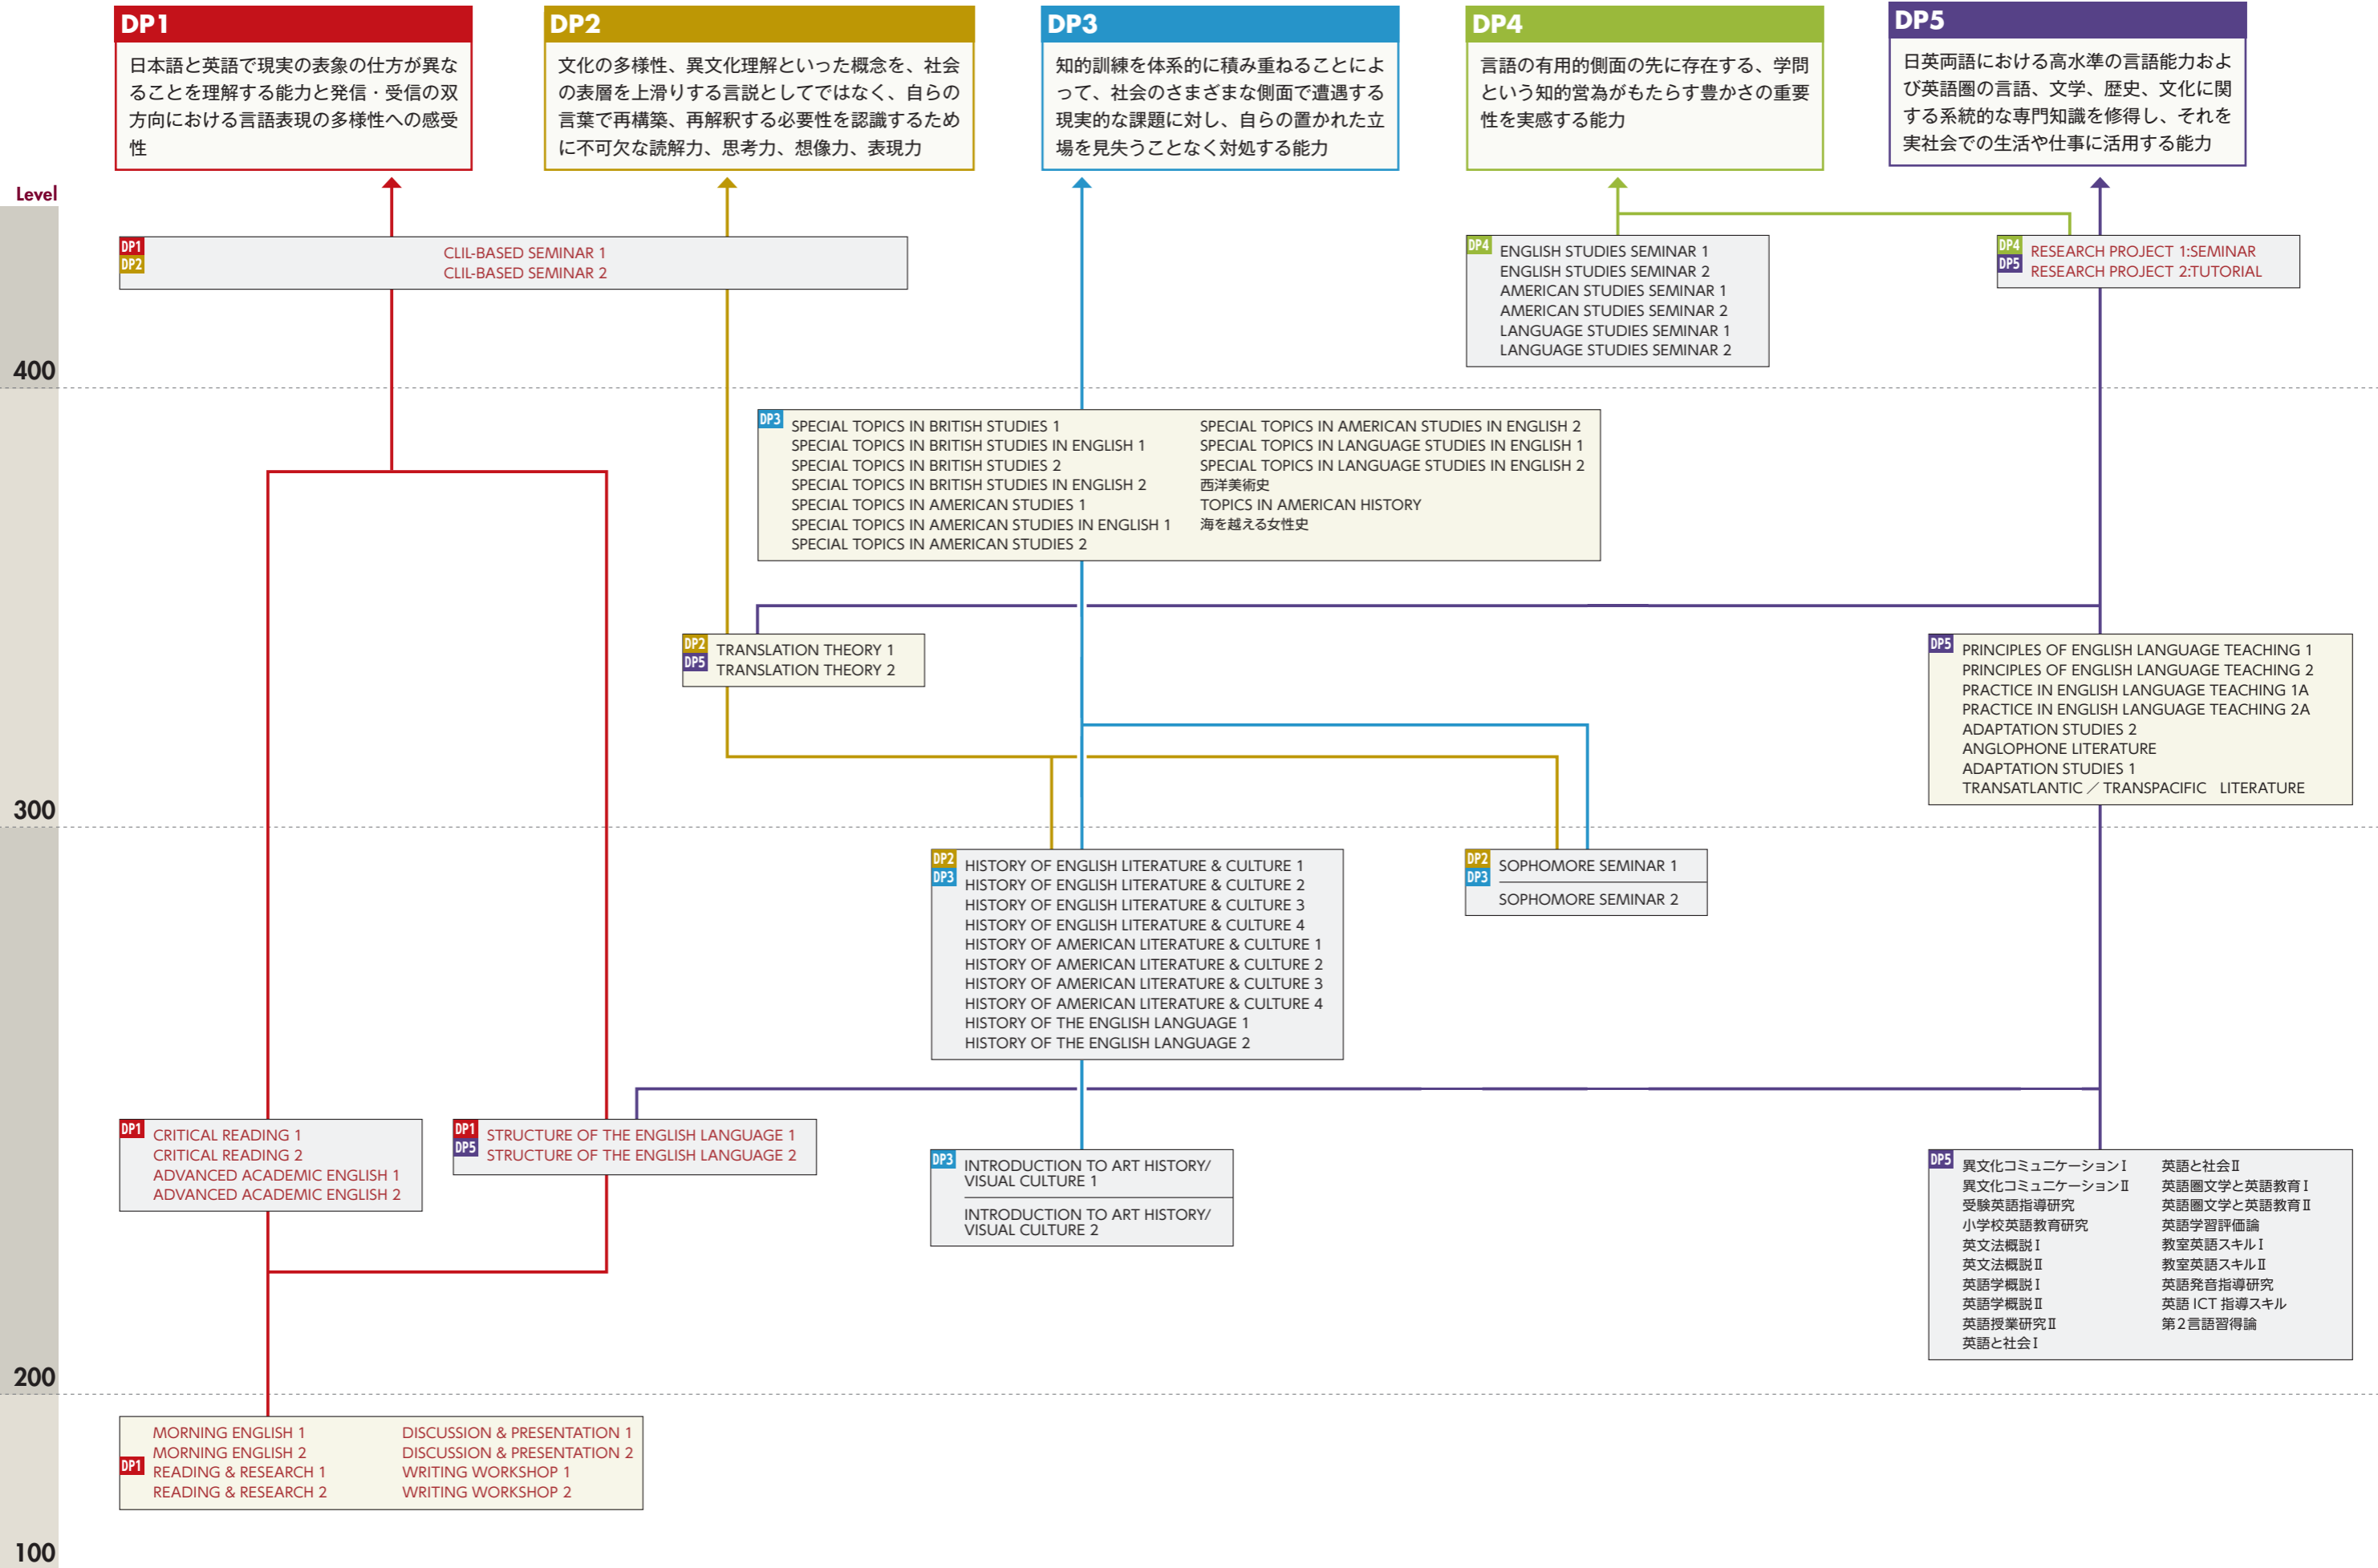 DP1
日本語と英語で現実の表象の仕方が異な
ることを理解する能力と発信・受信の双
方向における言語表現の多様性への感受
性
DP2
文化の多様性、異文化理解といった概念を、社会
の表層を上滑りする言説としてではなく、自らの
言葉で再構築、再解釈する必要性を認識するため
に不可欠な読解力、思考力、想像力、表現力
DP3
知的訓練を体系的に積み重ねることによ
って、社会のさまざまな側面で遭遇する
現実的な課題に対し、自らの置かれた立
場を見失うことなく対処する能力
DP4
言語の有用的側面の先に存在する、学問
という知的営為がもたらす豊かさの重要
性を実感する能力
DP5
日英両語における高水準の言語能力およ
び英語圏の言語、文学、歴史、文化に関
する系統的な専門知識を修得し、それを
実社会での生活や仕事に活用する能力
Level
DP1
DP2
CLIL-BASED SEMINAR 1
CLIL-BASED SEMINAR 2
DP4
ENGLISH STUDIES SEMINAR 1
ENGLISH STUDIES SEMINAR 2
AMERICAN STUDIES SEMINAR 1
AMERICAN STUDIES SEMINAR 2
LANGUAGE STUDIES SEMINAR 1
LANGUAGE STUDIES SEMINAR 2
DP4
DP5
RESEARCH PROJECT 1:SEMINAR
RESEARCH PROJECT 2:TUTORIAL
400
DP3
SPECIAL TOPICS IN BRITISH STUDIES 1
SPECIAL TOPICS IN BRITISH STUDIES IN ENGLISH 1
SPECIAL TOPICS IN BRITISH STUDIES 2
SPECIAL TOPICS IN BRITISH STUDIES IN ENGLISH 2
SPECIAL TOPICS IN AMERICAN STUDIES 1
SPECIAL TOPICS IN AMERICAN STUDIES IN ENGLISH 1
SPECIAL TOPICS IN AMERICAN STUDIES 2
SPECIAL TOPICS IN AMERICAN STUDIES IN ENGLISH 2
SPECIAL TOPICS IN LANGUAGE STUDIES IN ENGLISH 1
SPECIAL TOPICS IN LANGUAGE STUDIES IN ENGLISH 2
西洋美術史
TOPICS IN AMERICAN HISTORY
海を越える女性史
DP2
DP5
TRANSLATION THEORY 1
TRANSLATION THEORY 2
DP5
PRINCIPLES OF ENGLISH LANGUAGE TEACHING 1
PRINCIPLES OF ENGLISH LANGUAGE TEACHING 2
PRACTICE IN ENGLISH LANGUAGE TEACHING 1A
PRACTICE IN ENGLISH LANGUAGE TEACHING 2A
ADAPTATION STUDIES 2
ANGLOPHONE LITERATURE
ADAPTATION STUDIES 1
TRANSATLANTIC ／ TRANSPACIFIC LITERATURE
300
DP2
DP3
HISTORY OF ENGLISH LITERATURE & CULTURE 1
HISTORY OF ENGLISH LITERATURE & CULTURE 2
HISTORY OF ENGLISH LITERATURE & CULTURE 3
HISTORY OF ENGLISH LITERATURE & CULTURE 4
HISTORY OF AMERICAN LITERATURE & CULTURE 1
HISTORY OF AMERICAN LITERATURE & CULTURE 2
HISTORY OF AMERICAN LITERATURE & CULTURE 3
HISTORY OF AMERICAN LITERATURE & CULTURE 4
HISTORY OF THE ENGLISH LANGUAGE 1
HISTORY OF THE ENGLISH LANGUAGE 2
DP2
DP3
SOPHOMORE SEMINAR 1
SOPHOMORE SEMINAR 2
DP1
CRITICAL READING 1
CRITICAL READING 2
ADVANCED ACADEMIC ENGLISH 1
ADVANCED ACADEMIC ENGLISH 2
DP1
DP5
STRUCTURE OF THE ENGLISH LANGUAGE 1
STRUCTURE OF THE ENGLISH LANGUAGE 2
DP3
INTRODUCTION TO ART HISTORY/
VISUAL CULTURE 1
INTRODUCTION TO ART HISTORY/
VISUAL CULTURE 2
DP5
異文化コミュニケーションⅠ
異文化コミュニケーションⅡ
受験英語指導研究
小学校英語教育研究
英文法概説Ⅰ
英文法概説Ⅱ
英語学概説Ⅰ
英語学概説Ⅱ
英語授業研究Ⅱ
英語と社会Ⅰ
英語と社会Ⅱ
英語圏文学と英語教育Ⅰ
英語圏文学と英語教育Ⅱ
英語学習評価論
教室英語スキルⅠ
教室英語スキルⅡ
英語発音指導研究
英語 ICT 指導スキル
第2言語習得論
200
DP1
MORNING ENGLISH 1
MORNING ENGLISH 2
READING & RESEARCH 1
READING & RESEARCH 2
DISCUSSION & PRESENTATION 1
DISCUSSION & PRESENTATION 2
WRITING WORKSHOP 1
WRITING WORKSHOP 2
100